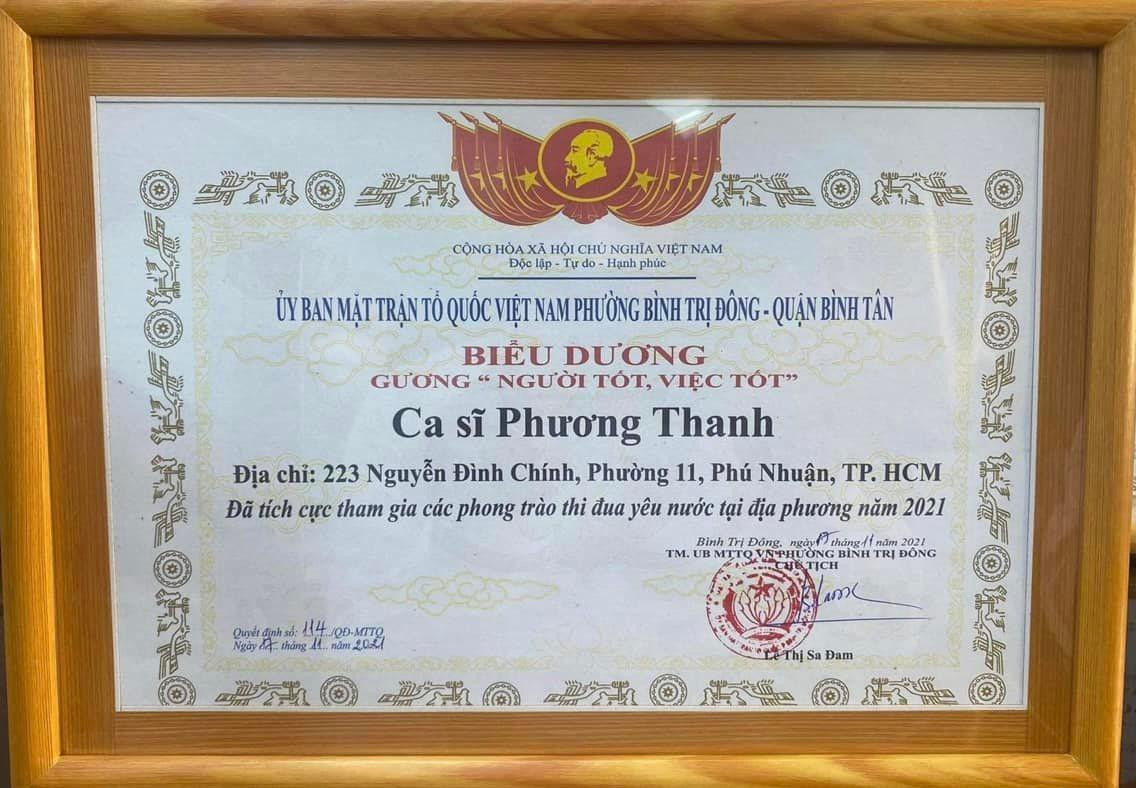 CỘNG HÒA XÃ HỘI CHỦ NGHĨA VIỆT NAM
Độc lập - Tự do - Hạnh phúc
ỦY BAN MẶT TRẬN TỔ QUỐC VIỆT NAM PHƯỜNG BÌNH TRỊ ĐÔNG - QUẬN BÌNH TÂN
BIỂU DƯƠNG
GƯƠNG “ NGƯỜI TỐT, VIỆC TỐT”
Ca sĩ Phương Thanh
Địa chỉ: 223 Nguyễn Đình Chính, Phường 11, Phú Nhuận, TP. HCM
Đã tích cực tham gia các phong trào thi đua yêu nước tại địa phương năm 2021
Bình Trị Đông, ngày tháng 11 năm 2021
TM. UB MTTQ VN PHƯỜNG BÌNH TRỊ ĐÔNG
CHỦ TỊCH
Quyết định số: 114../QĐ-MTTQ
Ngày tháng 11.. năm 2021
Lê Thị Sa Đam